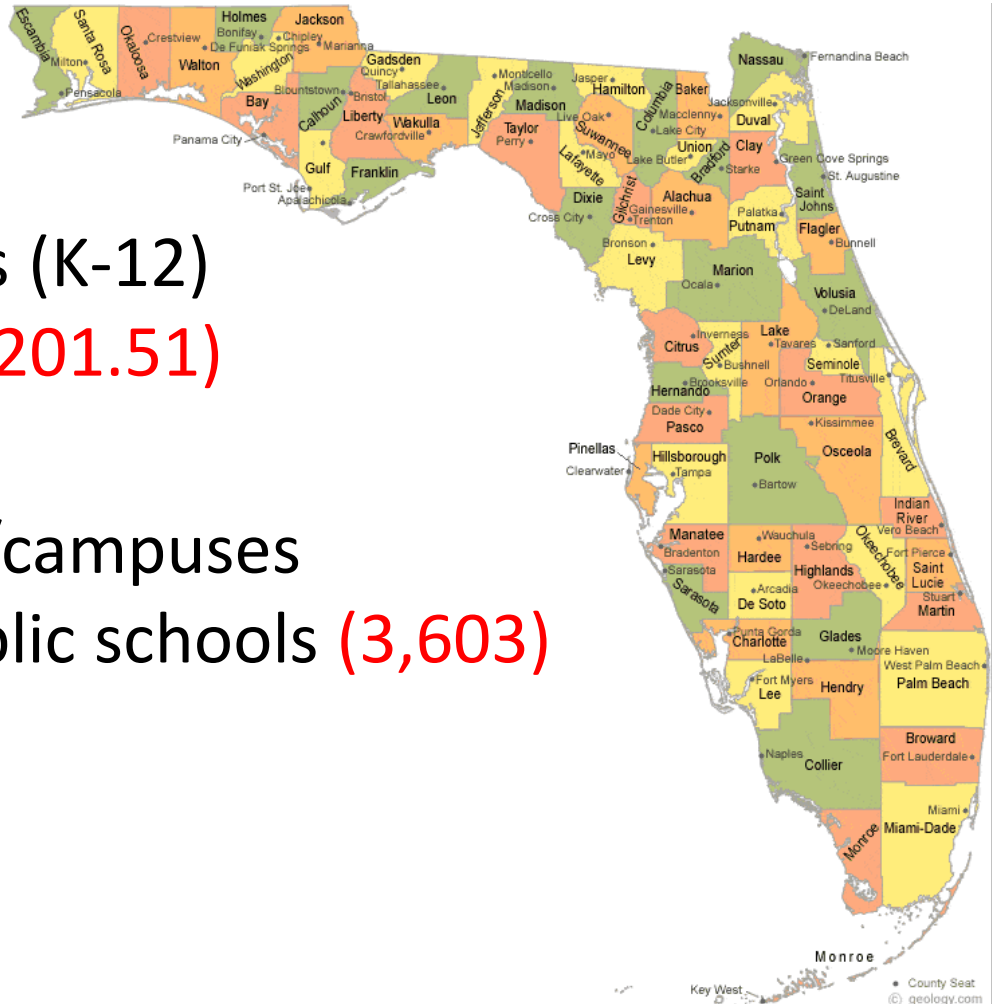 Escambia
Santa Rosa
Okaloosa
Walton
Holmes
Jackson
Crestview
Bonifay
Chipley
De Funiak Springs
Marianna
Milton
Washington
Pensacola
Bay
Panama City
Blountstown
Calhoun
Bristol
Liberty
Gadsden
Quincy
Tallahassee
Leon
Wakulla
Crawfordville
Gulf
Franklin
Port St. Joe
Apalachicola
Jefferson
Monticello
Madison
Madison
Taylor
Perry
Jasper
Hamilton
Live Oak
Suwannee
Mayo
Lafayette
Columbia
Lake City
Baker
Macclenny
Nassau
Fernandina Beach
Jacksonville
Duval
Union
Lake Butler
Bradford
Starke
Clay
Green Cove Springs
St. Augustine
Saint
Johns
Dixie
Cross City
Gilchrist
Trenton
Alachua
Gainesville
Palatka
Putnam
Flagler
Bunnell
Bronson
Levy
Marion
Ocala
Volusia
DeLand
s (K-12)
201.51)
Citrus
Inverness
Sumter
Bushnell
Lake
Tavares
Sanford
Seminole
Titusville
Hernando
Brooksville
Orlando
Orange
Dade City
Pasco
Kissimmee
Osceola
Brevard
Pinellas
Clearwater
Hillsborough
Tampa
Polk
Bartow
Indian
River
Vero Beach
/campuses
blic schools (3,603)
Manatee
Bradenton
Wauchula
Hardee
Sebring
Highlands
Okeechobee
Okeechobee
Fort Pierce
Saint
Lucie
Stuart
Martin
Sarasota
Sarasota
Arcadia
De Soto
Punta Gorda
Charlotte
Glades
Moore Haven
LaBelle
West Palm Beach
Palm Beach
Fort Myers
Lee
Hendry
Broward
Fort Lauderdale
Naples
Collier
Miami
Miami-Dade
Monroe
Monroe
Key West
County Seat
© geology.com